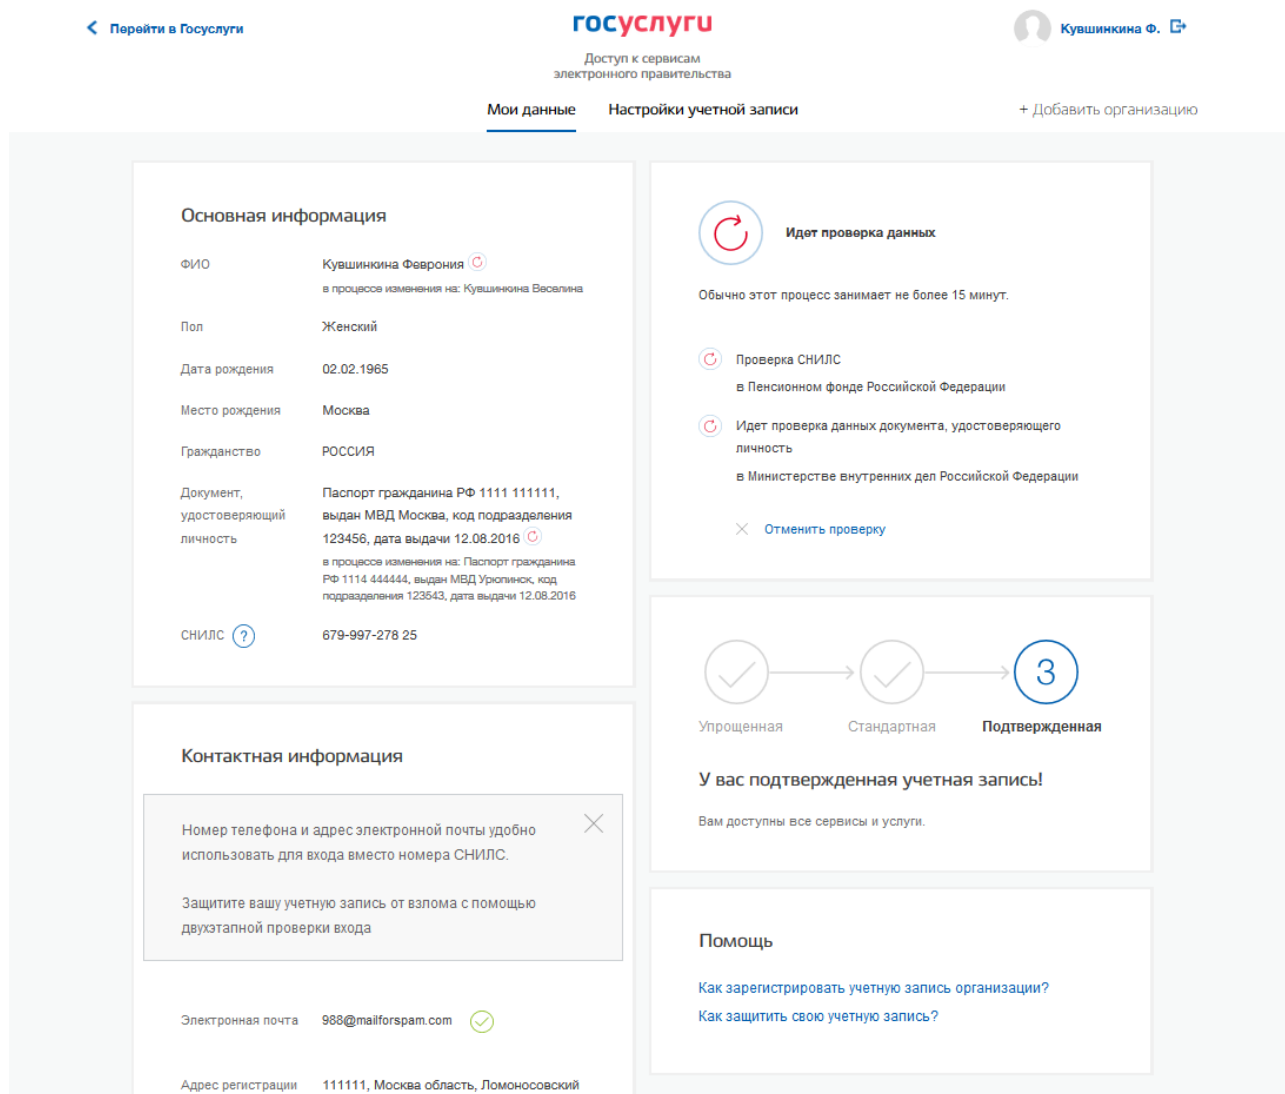 Перейти в Госуслуги
госуслуги
Кувшинкина Ф.
Доступ к сервисам
электронного правительства
Мои данные
Настройки учетной записи
+ Добавить организацию
Основная информация
ФИО
Кувшинкина Феврония
в процессе изменения на: Кувшинкина Веселина
Пол
Женский
Дата рождения
02.02.1965
Место рождения
Москва
Гражданство
РОССИЯ
Документ,
удостоверяющий
личность
Паспорт гражданина РФ 1111 111111,
выдан МВД Москва, код подразделения
123456, дата выдачи 12.08.2016
в процессе изменения на: Паспорт гражданина
РФ 1114 444444, выдан МВД Урюпинск, код
подразделения 123543, дата выдачи 12.08.2016
СНИЛС ?
679-997-278 25
Идет проверка данных
Обычно этот процесс занимает не более 15 минут.
Проверка СНИЛС
в Пенсионном фонде Российской Федерации
Идет проверка данных документа, удостоверяющего
личность
в Министерстве внутренних дел Российской Федерации
Отменить проверку
3
Упрощенная
Стандартная
Подтвержденная
У вас подтвержденная учетная запись!
Вам доступны все сервисы и услуги.
Контактная информация
Номер телефона и адрес электронной почты удобно
использовать для входа вместо номера СНИЛС.
Защитите вашу учетную запись от взлома с помощью
двухэтапной проверки входа
Электронная почта
988@mailforspam.com
Адрес регистрации
111111, Москва область, Ломоносовский
Помощь
Как зарегистрировать учетную запись организации?
Как защитить свою учетную запись?